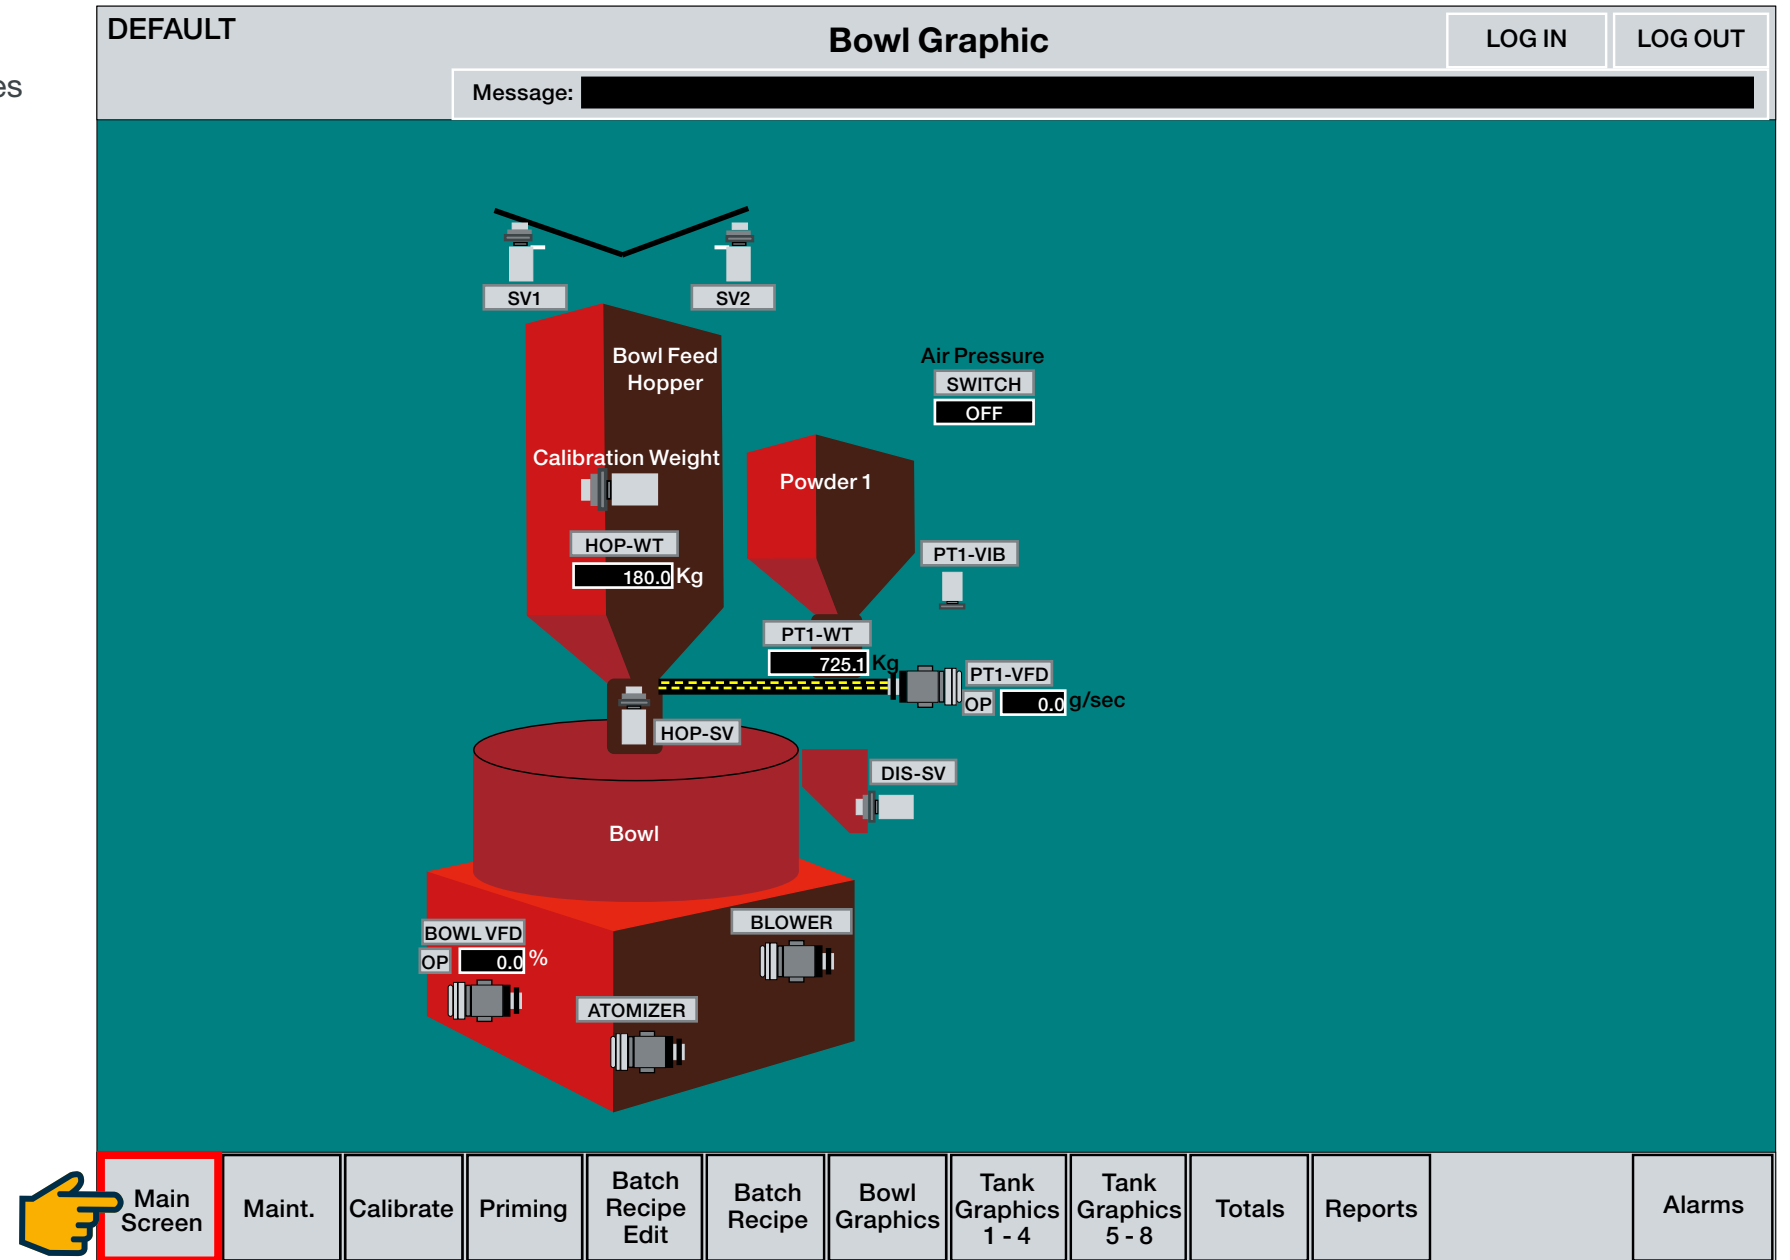 DEFAULT
Bowl Graphic
LOG IN
LOG OUT
es
Message:
SV1
SV2
Bowl Feed
Hopper
Air Pressure
SWITCH
OFF
Calibration Weight
Powder 1
HOP-WT
180.0 Kg
PT1-VIB
PT1-WT
725.1 Kg
PT1-VFD
OP 0.0 g/sec
HOP-SV
DIS-SV
Bowl
BLOWER
BOWL VFD
OP 0.0 %
ATOMIZER
Main
Screen
Maint.
Calibrate
Priming
Batch
Recipe
Edit
Batch
Recipe
Bowl
Graphics
Tank
Graphics
1 - 4
Tank
Graphics
5 - 8
Totals
Reports
Alarms